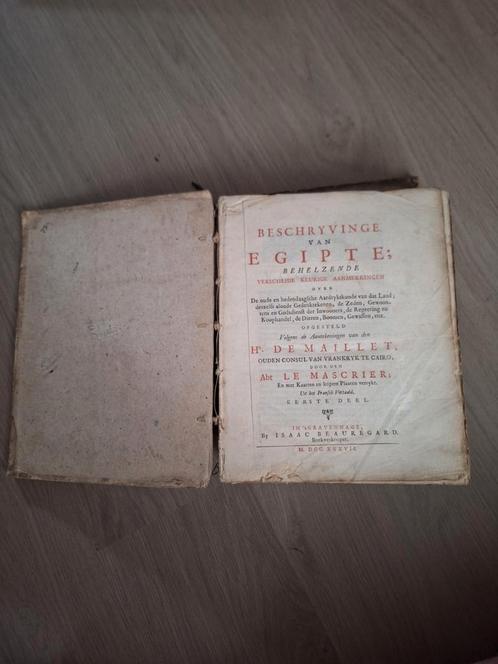 BESCHRYVINGE
VAN
EGIPTE;
BEHELZENDE
VERSCHEIDE KEURIGE AANMERKINGEN
OVER
De oude en hedendaagsche Aardrykskunde van dat Land;
deszelfs aloude Gedenktekenen, de Zeden, Gewoon-
tens en Godsdienst der Inwooners, de Regeering en
Koophandel, de Dieren, Boomen, Gewassen, enz.
OPGESTELD
Volgens de Aantekeningen van den
Hr. DE MAILLET,
OUDEN CONSUL VAN VRANKRYK TE CAIRO,
DOOR DEN
Abt LE MASCRIER;
En met Kaarten en kopere Plaaten verrykt.
Uit het Fransch Vertaald.
EERSTE DEEL.
IN 'sGRAVENHAGE,
By ISAAC BEAUREGARD,
Boekverkooper,
M. DCC. XXXVII.